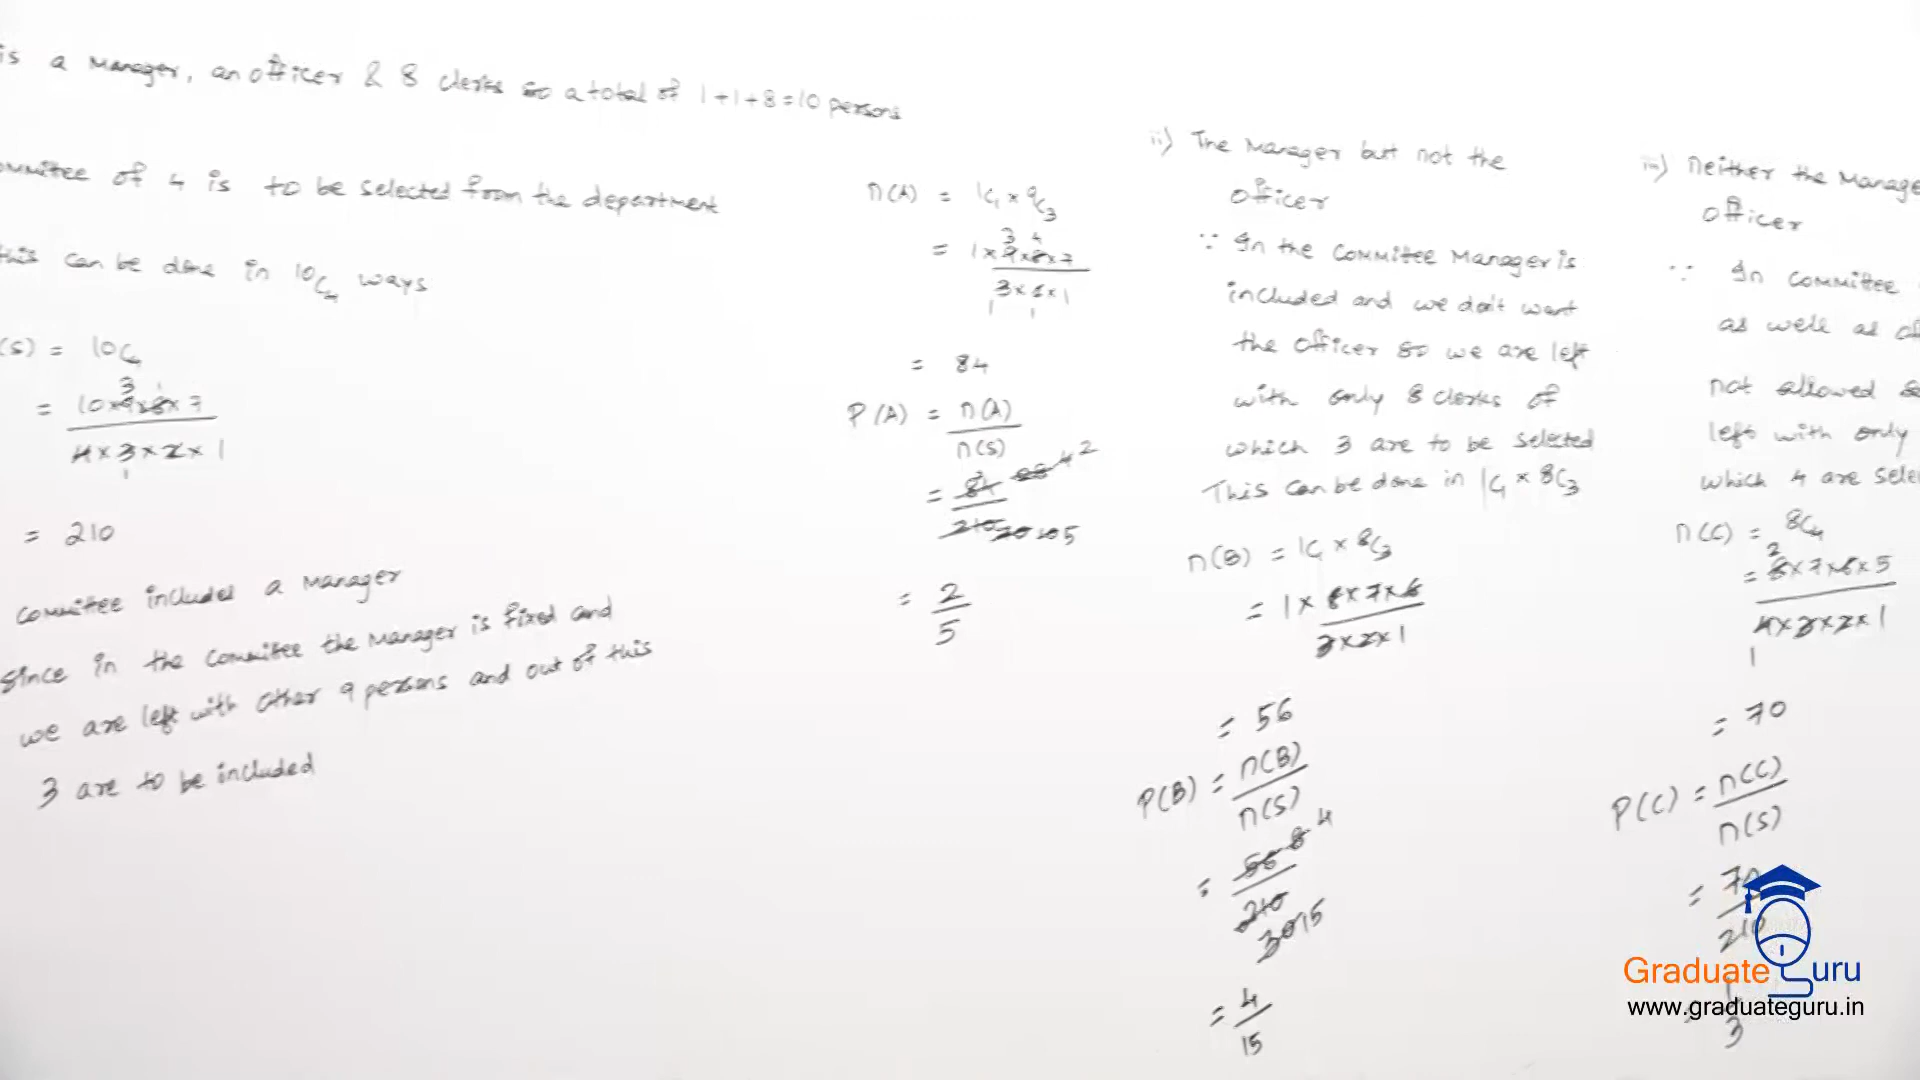 is a Manager, an officer & 8 clerks so a total of 1+1+8=10 persons
ommitee of 4 is to be selected from the department
this can be done in 10C4 ways
(S) = 10C4
= 10×9×8×7
4×3×2×1
= 210
Committee includes a Manager
Since in the Committee the Manager is fixed and
we are left with other 9 persons and out of this
3 are to be included
n(A) = 1C1 × 9C3
= 1×9×8×7
3×2×1
= 84
P(A) = n(A)
n(S)
= 84 42
210 105
= 2
5
ii) The Manager but not the
officer
∵ In the Commitee Manager is
included and we don't want
the Officer so we are left
with only 8 clerks of
which 3 are to be selected
This can be done in 1C1 × 8C3
n(B) = 1C1 × 8C3
= 1 × 8×7×6
3×2×1
= 56
P(B) = n(B)
n(S)
= 56 8 4
210
30 15
= 4
15
iii) Neither the Manage
officer
∵ In committee
as well as of
not allowed
left with only
which 4 are sele
n(C) = 8C4
= 8×7×6×5
4×3×2×1
= 70
P(C) = n(C)
n(S)
= 70
210
3
GraduateGuru
www.graduateguru.in